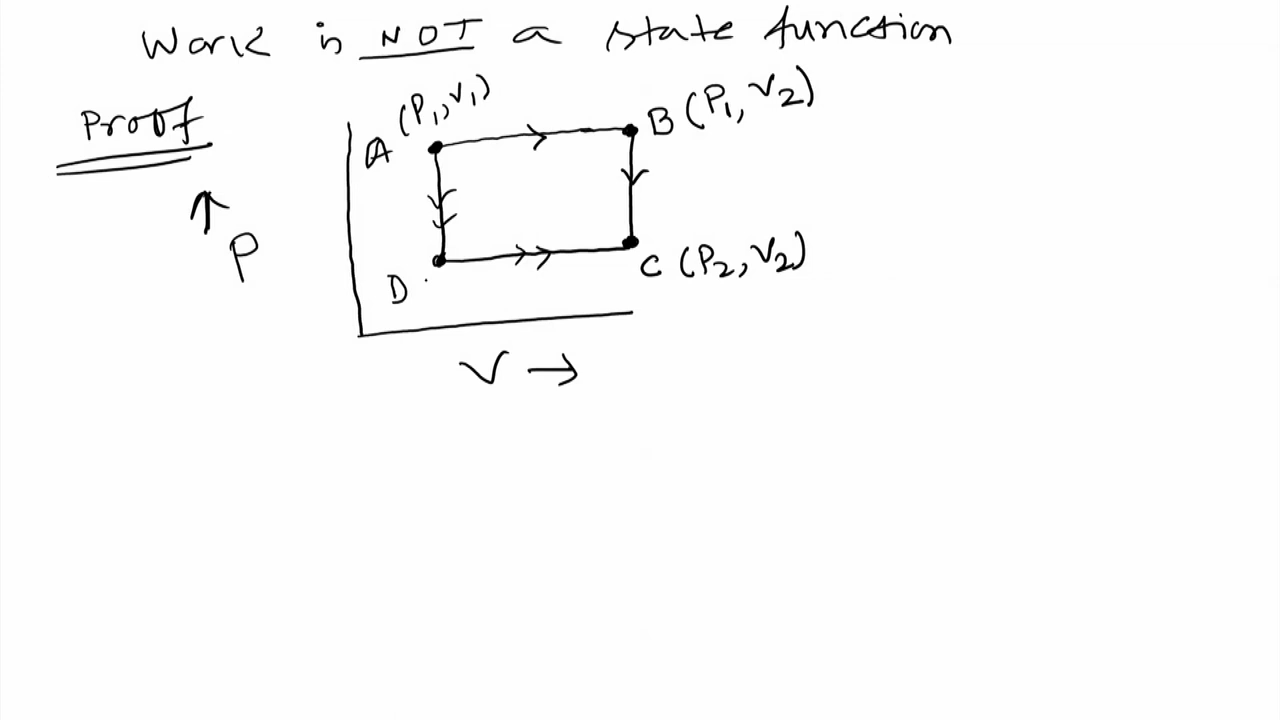 Work is NOT a state function
Proof
A (P1, V1)
B (P1, V2)
↑
P
D
C (P2, V2)
V →